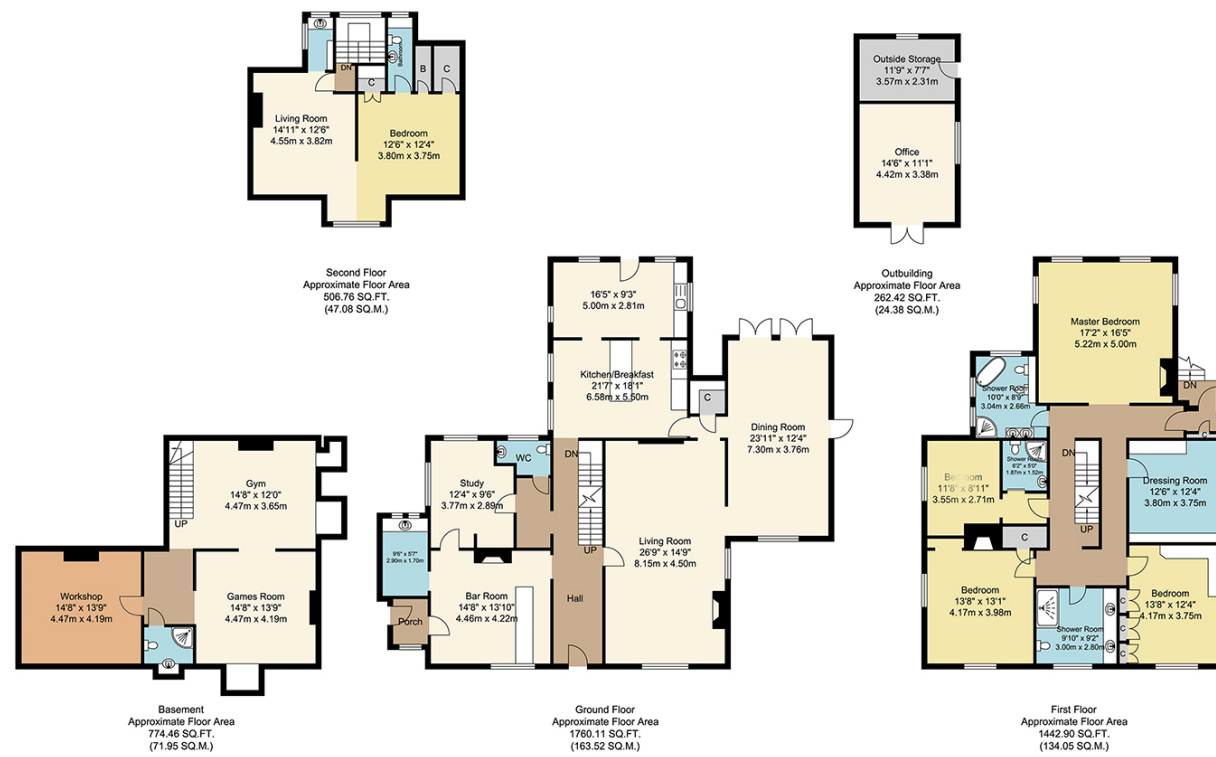 DN
Bathroom
B
C
C
Living Room
14'11" x 12'6"
4.55m x 3.82m
Bedroom
12'6" x 12'4"
3.80m x 3.75m
Second Floor
Approximate Floor Area
506.76 SQ.FT.
(47.08 SQ.M.)
Outside Storage
11'9" x 7'7"
3.57m x 2.31m
Office
14'6" x 11'1"
4.42m x 3.38m
Outbuilding
Approximate Floor Area
262.42 SQ.FT.
(24.38 SQ.M.)
Gym
14'8" x 12'0"
4.47m x 3.65m
UP
Workshop
14'8" x 13'9"
4.47m x 4.19m
Games Room
14'8" x 13'9"
4.47m x 4.19m
Basement
Approximate Floor Area
774.46 SQ.FT.
(71.95 SQ.M.)
16'5" x 9'3"
5.00m x 2.81m
Kitchen/Breakfast
21'7" x 18'1"
6.58m x 5.50m
C
Dining Room
23'11" x 12'4"
7.30m x 3.76m
WC
DN
Study
12'4" x 9'6"
3.77m x 2.89m
9'6" x 5'7"
2.90m x 1.70m
UP
Living Room
26'9" x 14'9"
8.15m x 4.50m
Bar Room
14'8" x 13'10"
4.46m x 4.22m
Hall
Porch
Ground Floor
Approximate Floor Area
1760.11 SQ.FT.
(163.52 SQ.M.)
Master Bedroom
17'2" x 16'5"
5.22m x 5.00m
Shower Room
10'0" x 8'9"
3.04m x 2.66m
DN
DN
Shower Room
6'2" x 5'0"
1.87m x 1.52m
Bedroom
11'8" x 8'11"
3.55m x 2.71m
Dressing Room
12'6" x 12'4"
3.80m x 3.75m
UP
C
Bedroom
13'8" x 13'1"
4.17m x 3.98m
Bedroom
13'8" x 12'4"
4.17m x 3.75m
C
C
C
Shower Room
9'10" x 9'2"
3.00m x 2.80m
First Floor
Approximate Floor Area
1442.90 SQ.FT.
(134.05 SQ.M.)